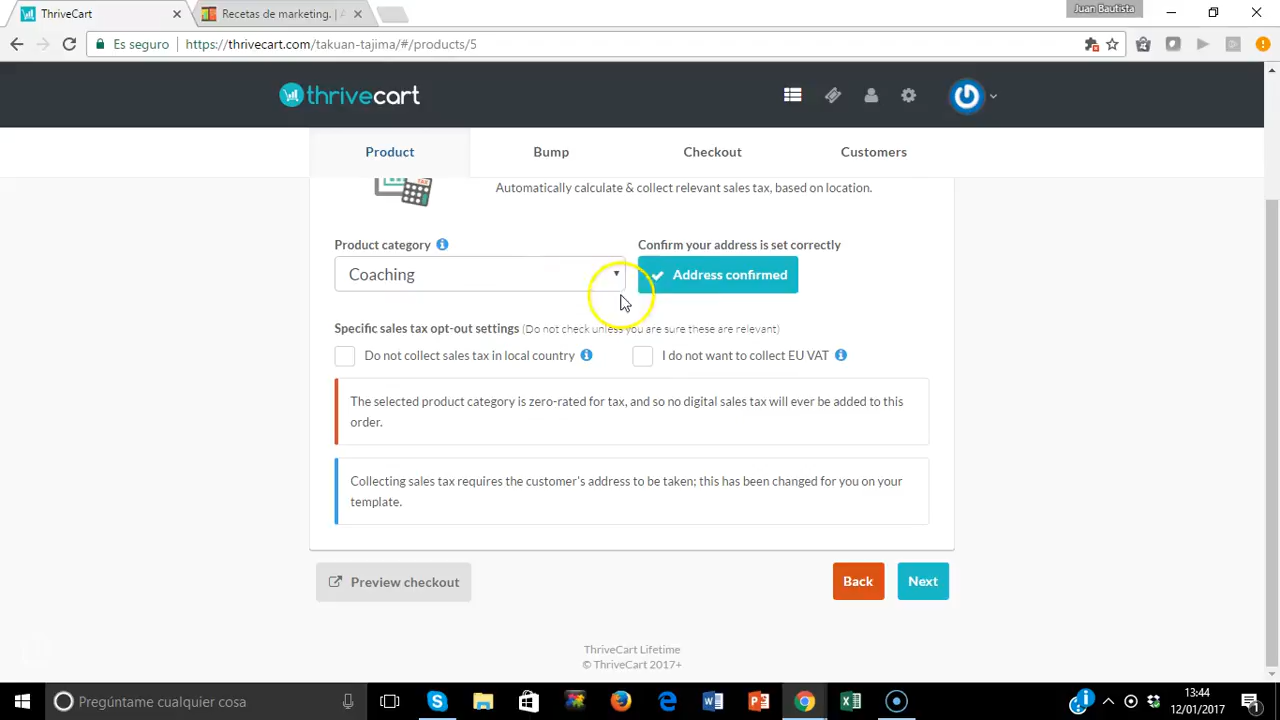 ThriveCart
Recetas de marketing. | A
Juan Bautista
Es seguro
https://thrivecart.com/takuan-tajima/#/products/5
thrivecart
Product
Bump
Checkout
Customers
Automatically calculate & collect relevant sales tax, based on location.
Product category
Confirm your address is set correctly
Coaching
Address confirmed
Specific sales tax opt-out settings (Do not check unless you are sure these are relevant)
Do not collect sales tax in local country
I do not want to collect EU VAT
The selected product category is zero-rated for tax, and so no digital sales tax will ever be added to this
order.
Collecting sales tax requires the customer's address to be taken; this has been changed for you on your
template.
Preview checkout
Back
Next
ThriveCart Lifetime
© ThriveCart 2017+
Pregúntame cualquier cosa
13:44
12/01/2017